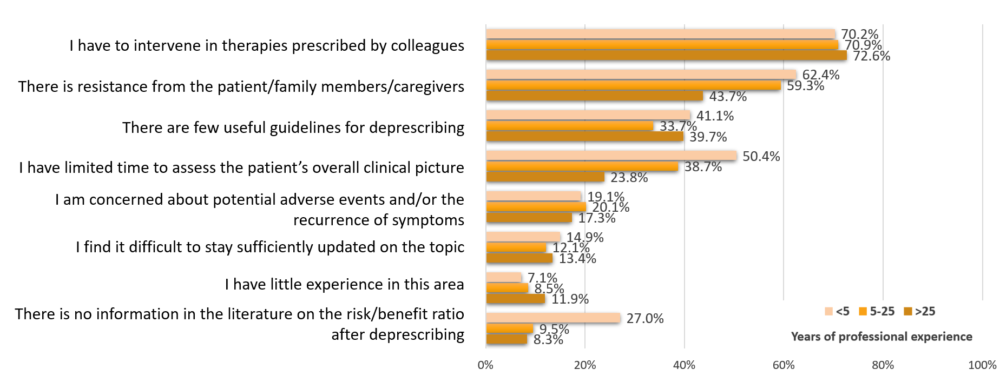 I have to intervene in therapies prescribed by colleagues
70.2%
70.9%
72.6%
There is resistance from the patient/family members/caregivers
62.4%
59.3%
43.7%
There are few useful guidelines for deprescribing
41.1%
33.7%
39.7%
I have limited time to assess the patient’s overall clinical picture
50.4%
38.7%
23.8%
I am concerned about potential adverse events and/or the
recurrence of symptoms
19.1%
20.1%
17.3%
I find it difficult to stay sufficiently updated on the topic
14.9%
12.1%
13.4%
I have little experience in this area
7.1%
8.5%
11.9%
There is no information in the literature on the risk/benefit ratio
after deprescribing
27.0%
9.5%
8.3%
<5 5-25 >25
Years of professional experience
0% 20% 40% 60% 80% 100%